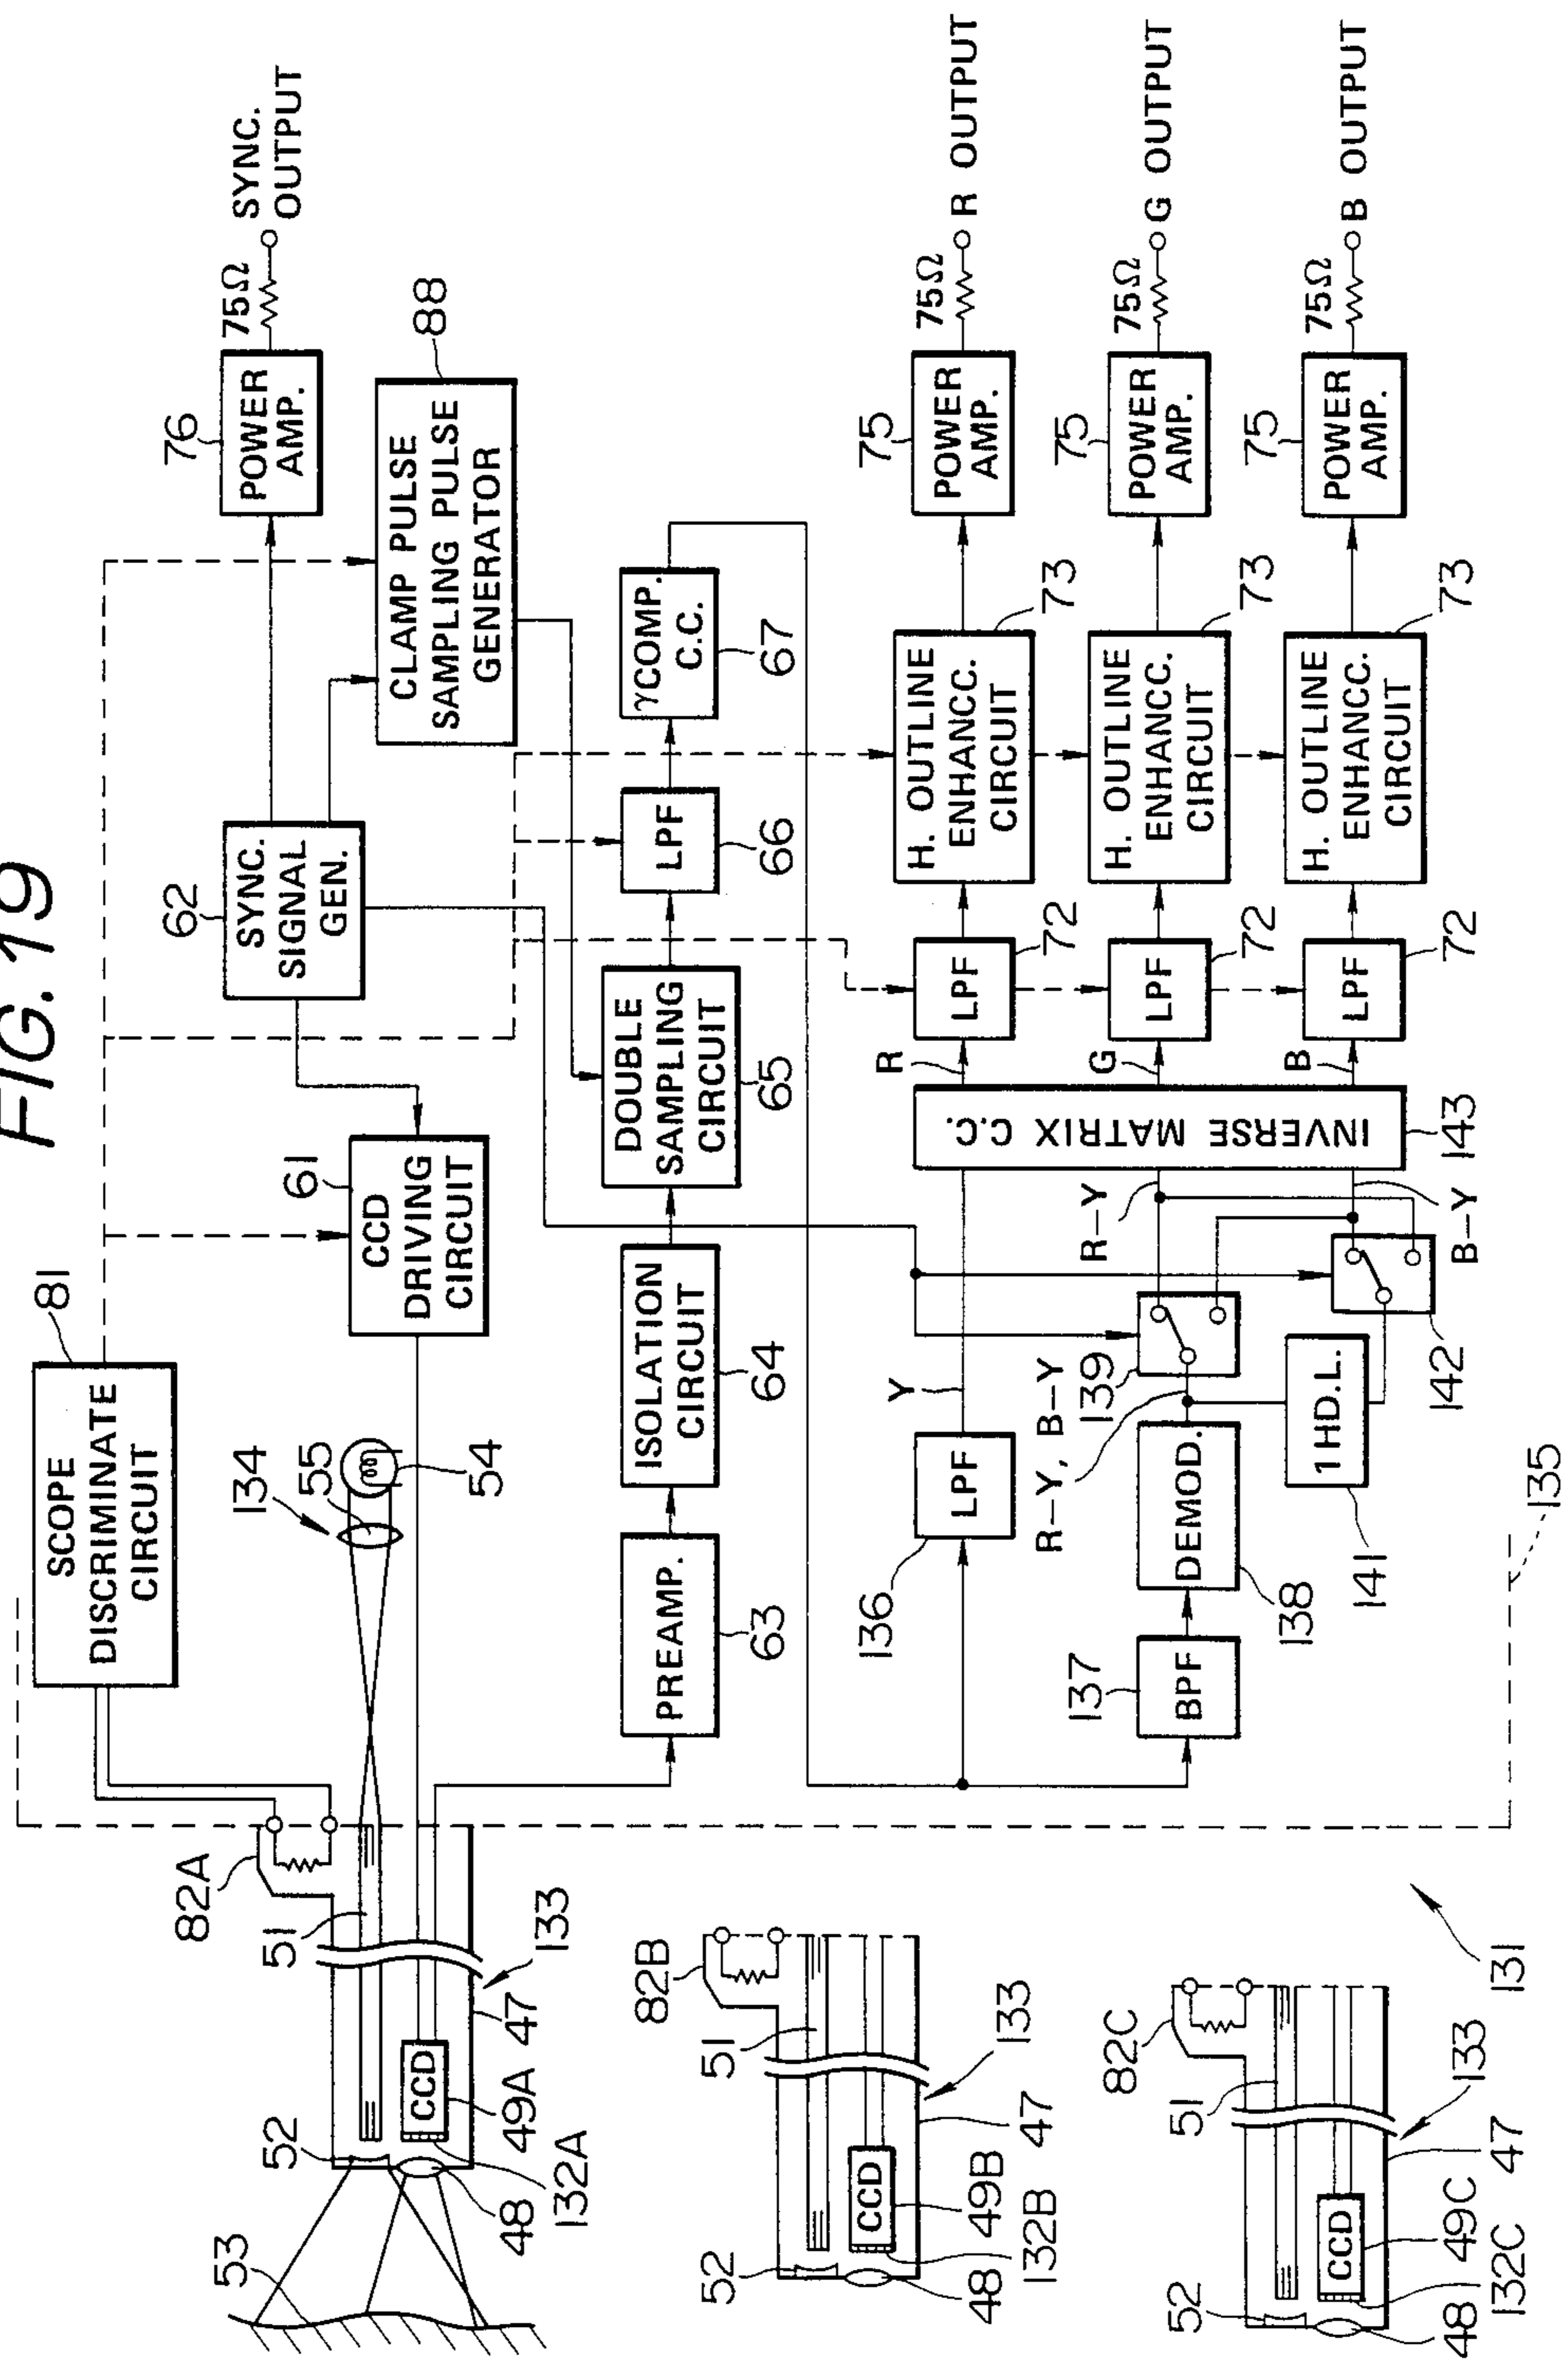 FIG. 19
81
SCOPE
DISCRIMINATE
CIRCUIT
62
SYNC.
SIGNAL
GEN.
76
POWER
AMP.
75Ω
SYNC.
OUTPUT
61
CCD
DRIVING
CIRCUIT
CLAMP PULSE
SAMPLING PULSE
GENERATOR
88
134
55
54
82A
51
52
53
CCD
49A
48
132A
47
133
PREAMP.
63
ISOLATION
CIRCUIT
64
DOUBLE
SAMPLING
CIRCUIT
65
LPF
66
γCOMP.
C.C.
67
82B
51
52
CCD
49B
48
132B
47
133
82C
51
52
CCD
49C
48
132C
47
133
131
135
136
LPF
Y
137
BPF
DEMOD.
138
R-Y, B-Y
139
1HD.L.
141
142
R-Y
B-Y
INVERSE MATRIX C.C.
143
R
LPF
72
H. OUTLINE
ENHANCC.
CIRCUIT
73
75
POWER
AMP.
75Ω
R OUTPUT
G
LPF
72
H. OUTLINE
ENHANCC.
CIRCUIT
73
75
POWER
AMP.
75Ω
G OUTPUT
B
LPF
72
H. OUTLINE
ENHANCC.
CIRCUIT
73
75
POWER
AMP.
75Ω
B OUTPUT